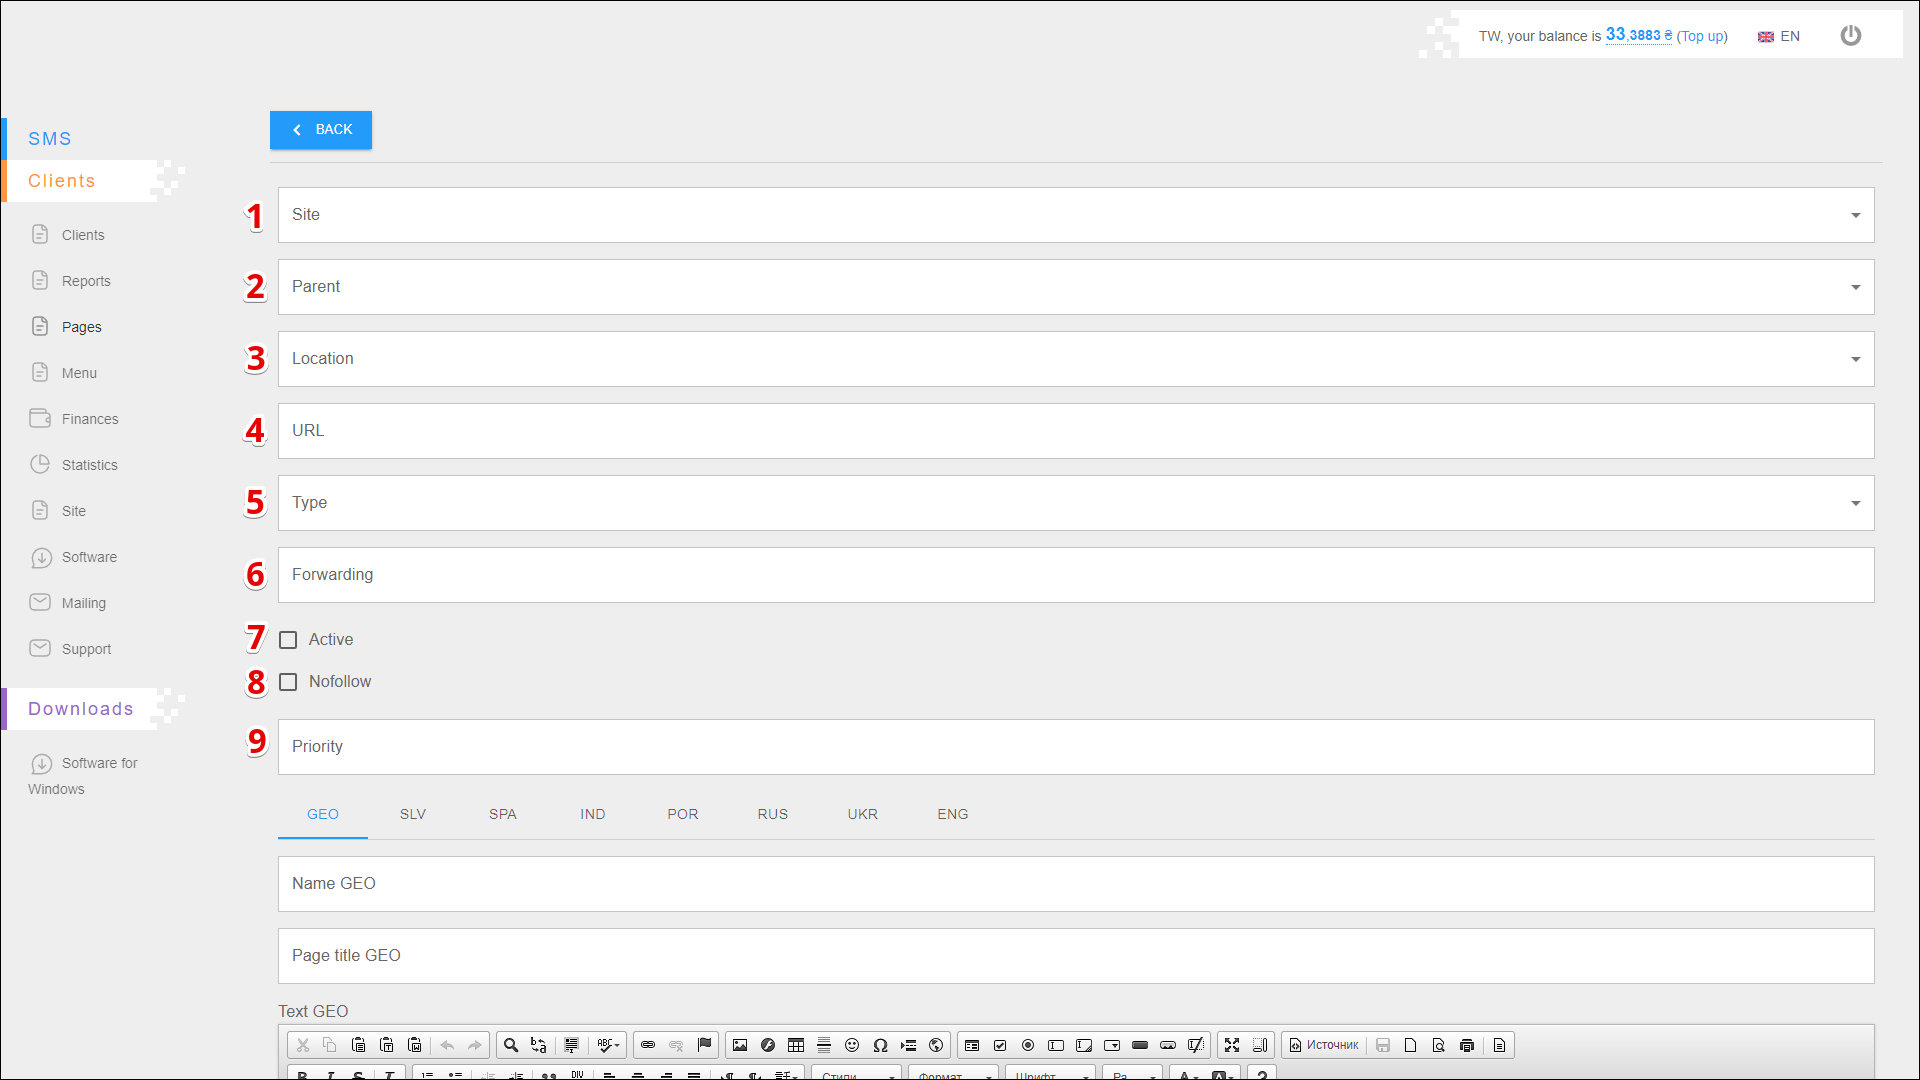 TW, your balance is 33,3883 ₴ (Top up)
EN
SMS
Clients
Clients
Reports
Pages
Menu
Finances
Statistics
Site
Software
Mailing
Support
Downloads
Software for
Windows
BACK
1 Site
2 Parent
3 Location
4 URL
5 Type
6 Forwarding
7 Active
8 Nofollow
9 Priority
GEO SLV SPA IND POR RUS UKR ENG
Name GEO
Page title GEO
Text GEO
Источник
Стили Формат Шрифт Ра...